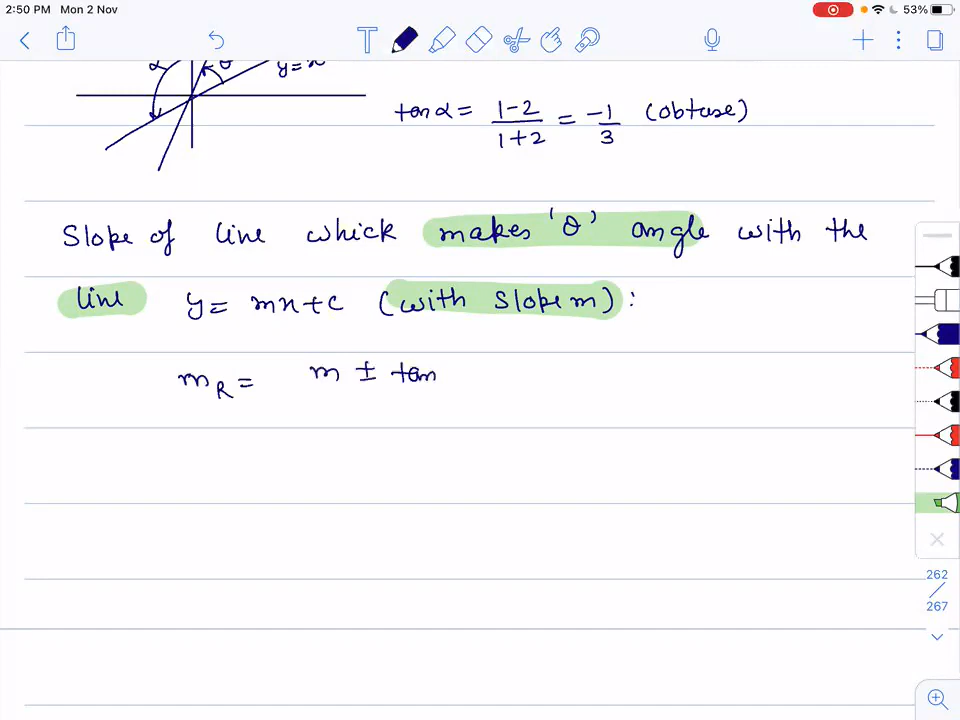 2:50 PM Mon 2 Nov
53%
α θ y=x
tanα = 1-2 / 1+2 = -1 / 3 (obtuse)
Slope of line which makes 'θ' angle with the
line y = mx+c (with slope m) :
m_R = m ± tan
262
267